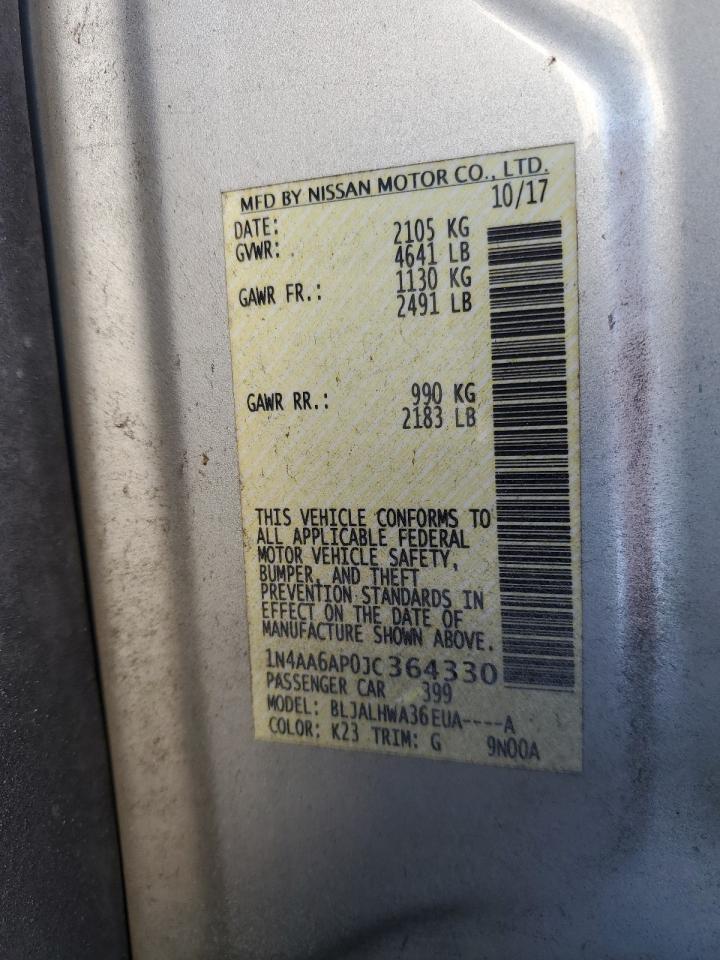 MFD BY NISSAN MOTOR CO., LTD.
DATE: 10/17
GVWR: 2105 KG
4641 LB
GAWR FR.: 1130 KG
2491 LB
GAWR RR.: 990 KG
2183 LB
THIS VEHICLE CONFORMS TO
ALL APPLICABLE FEDERAL
MOTOR VEHICLE SAFETY,
BUMPER, AND THEFT
PREVENTION STANDARDS IN
EFFECT ON THE DATE OF
MANUFACTURE SHOWN ABOVE.
1N4AA6AP0JC364330
PASSENGER CAR 399
MODEL: BLJALHWA36EUA----A
COLOR: K23 TRIM: G 9N00A